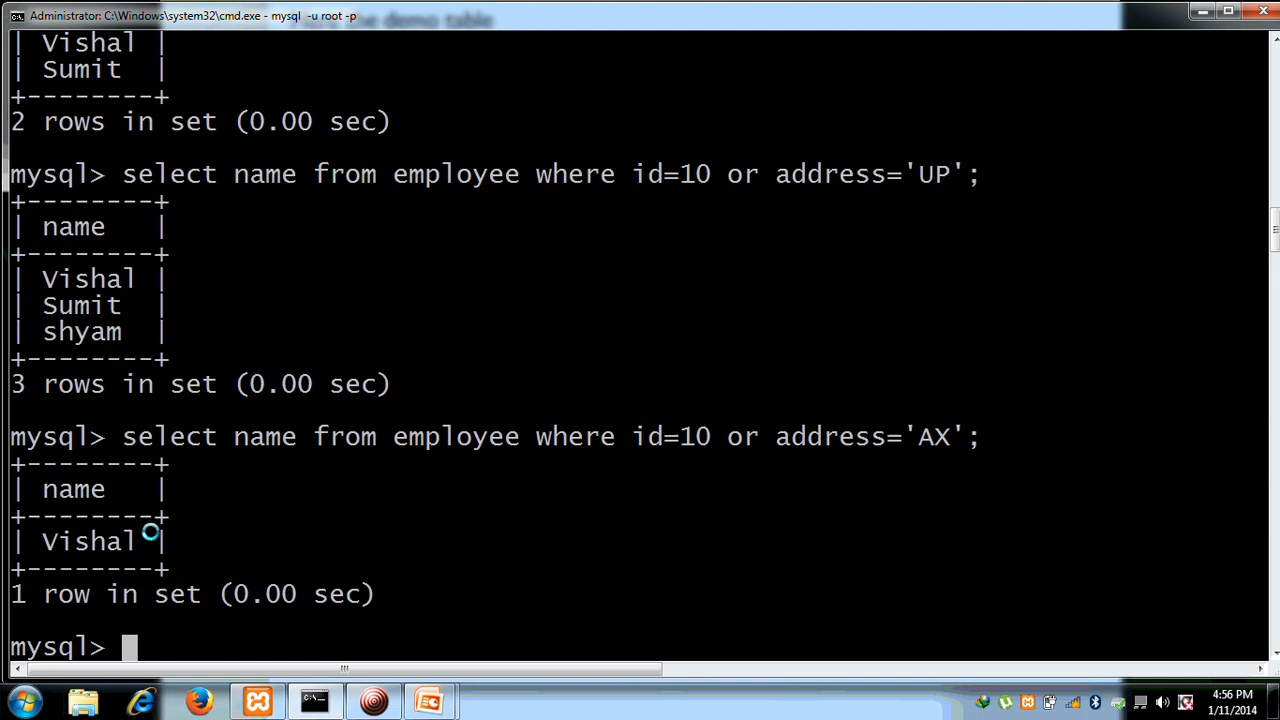 Administrator: C:\Windows\system32\cmd.exe - mysql -u root -p
the demo table
| Vishal |
| Sumit |
+--------+
2 rows in set (0.00 sec)
mysql> select name from employee where id=10 or address='UP';
+--------+
| name |
+--------+
| Vishal |
| Sumit |
| shyam |
+--------+
3 rows in set (0.00 sec)
mysql> select name from employee where id=10 or address='AX';
+--------+
| name |
+--------+
| Vishal |
+--------+
1 row in set (0.00 sec)
mysql>
4:56 PM
1/11/2014